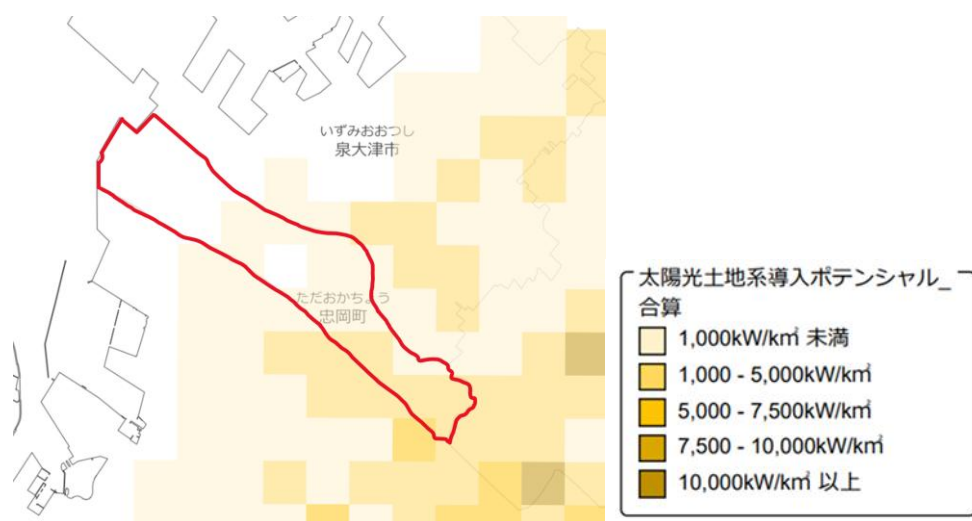 いずみおおつし
泉大津市
ただおかちょう
忠岡町
太陽光土地系導入ポテンシャル_
合算
1,000kW/k㎡ 未満
1,000 - 5,000kW/k㎡
5,000 - 7,500kW/k㎡
7,500 - 10,000kW/k㎡
10,000kW/k㎡ 以上